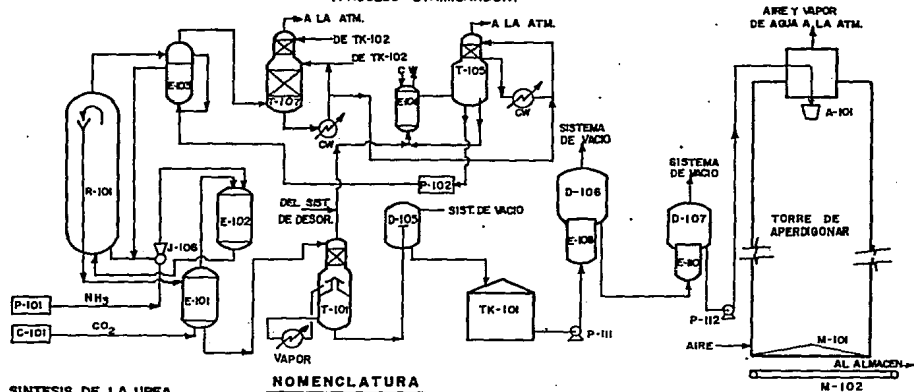 A LA ATM.
DE TK-102
DE TK-102
T-107
CW
E-103
R-101
E-102
J-106
E-101
P-101
NH3
C-101
CO2
A LA ATM.
T-105
C W
CW
P-102
DEL SIST.
DE DESOR.
T-101
VAPOR
D-105
SIST. DE VACIO
TK-101
P-111
SISTEMA
DE VACIO
D-106
E-108
SISTEMA
DE VACIO
D-107
P-112
AIRE Y VAPOR
DE AGUA A LA ATM.
A-101
TORRE DE
APERDIGONAR
AIRE
M-101
AL ALMACEN
M-102
SINTESIS DE LA UREA
NOMENCLATURA